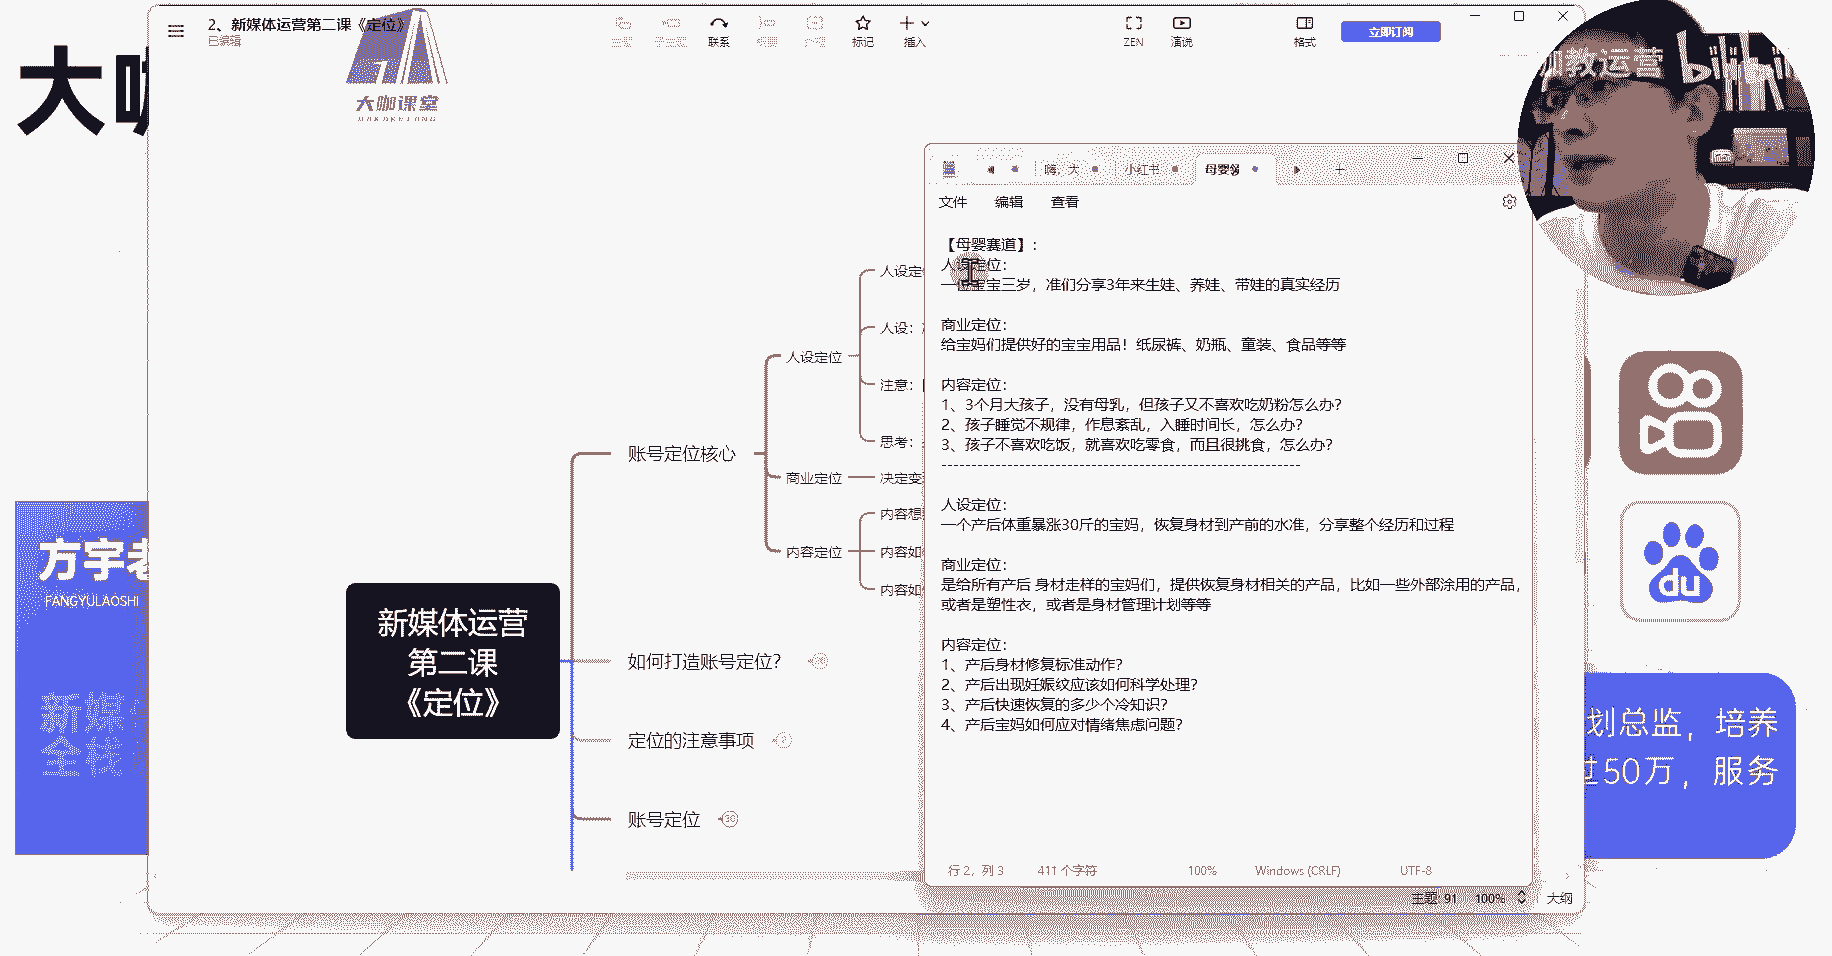 2、新媒体运营第二课《定位》
已编辑
联系
标记
插入
ZEN
演说
格式
立即订阅
大咖课堂
DAKAKETANG
咖教运营
bilibili
大咖
方宇老
FANGYULAOSHI
新媒
全栈
新媒体运营
第二课
《定位》
账号定位核心
人设定位
人设定
人设：
注意：
思考：
商业定位
决定变
内容定位
内容想
内容如
内容如
如何打造账号定位？
定位的注意事项
账号定位
30
嗨，大
小红书
母婴
文件
编辑
查看
【母婴赛道】：
人设定位：
一位宝宝三岁，准们分享3年来生娃、养娃、带娃的真实经历
商业定位：
给宝妈们提供好的宝宝用品！纸尿裤、奶瓶、童装、食品等等
内容定位：
1、3个月大孩子，没有母乳，但孩子又不喜欢吃奶粉怎么办？
2、孩子睡觉不规律，作息紊乱，入睡时间长，怎么办？
3、孩子不喜欢吃饭，就喜欢吃零食，而且很挑食，怎么办？
------------------------------------------------------------
人设定位：
一个产后体重暴涨30斤的宝妈，恢复身材到产前的水准，分享整个经历和过程
商业定位：
是给所有产后 身材走样的宝妈们，提供恢复身材相关的产品，比如一些外部涂用的产品，
或者是塑性衣，或者是身材管理计划等等
内容定位：
1、产后身材修复标准动作？
2、产后出现妊娠纹应该如何科学处理？
3、产后快速恢复的多少个冷知识？
4、产后宝妈如何应对情绪焦虑问题？
行 2，列 3
411 个字符
100%
Windows (CRLF)
UTF-8
主题 91
100%
大纲
du
划总监，培养
过50万，服务